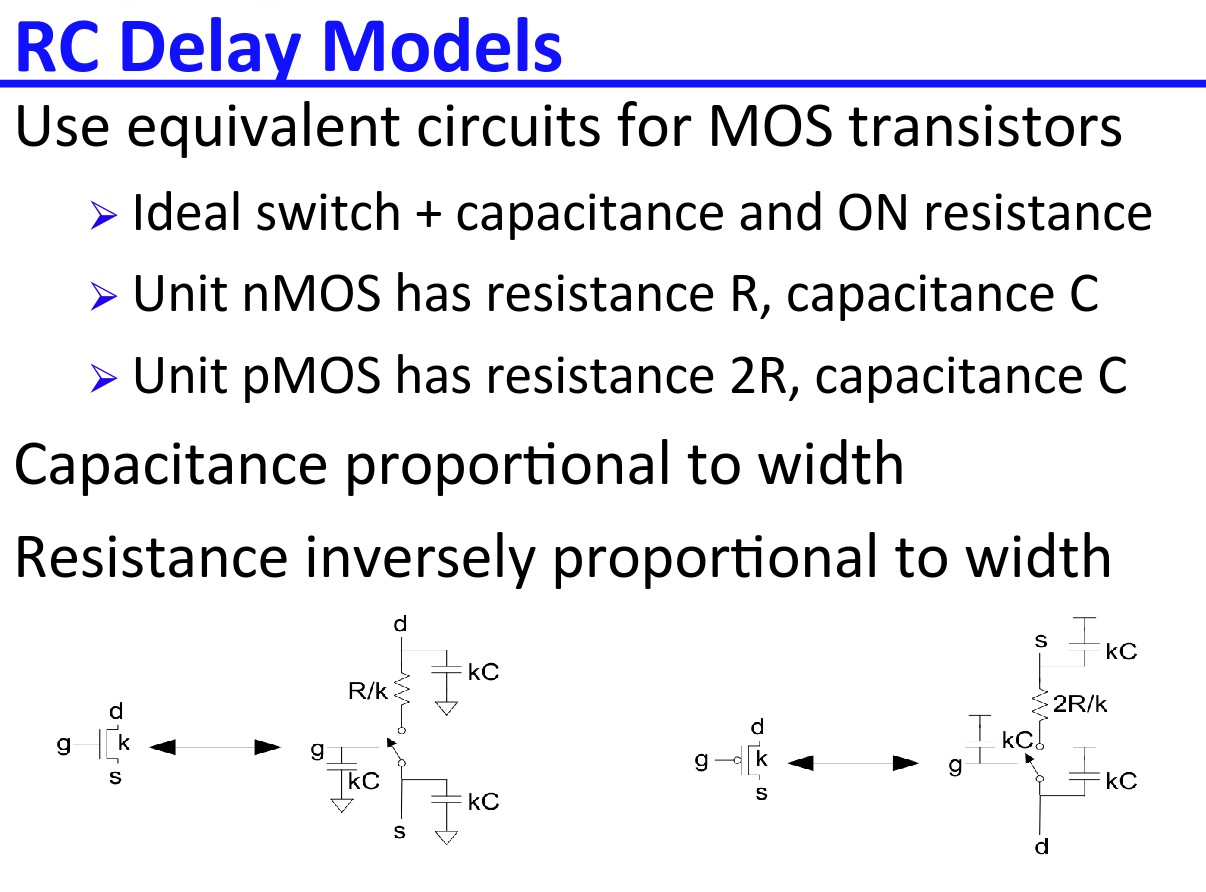 RC Delay Models
Use equivalent circuits for MOS transistors
➢ Ideal switch + capacitance and ON resistance
➢ Unit nMOS has resistance R, capacitance C
➢ Unit pMOS has resistance 2R, capacitance C
Capacitance proportional to width
Resistance inversely proportional to width
d
g k
s
d
R/k kC
g
kC
kC
s
d
g k
s
s
kC
2R/k
kC
g
kC
d